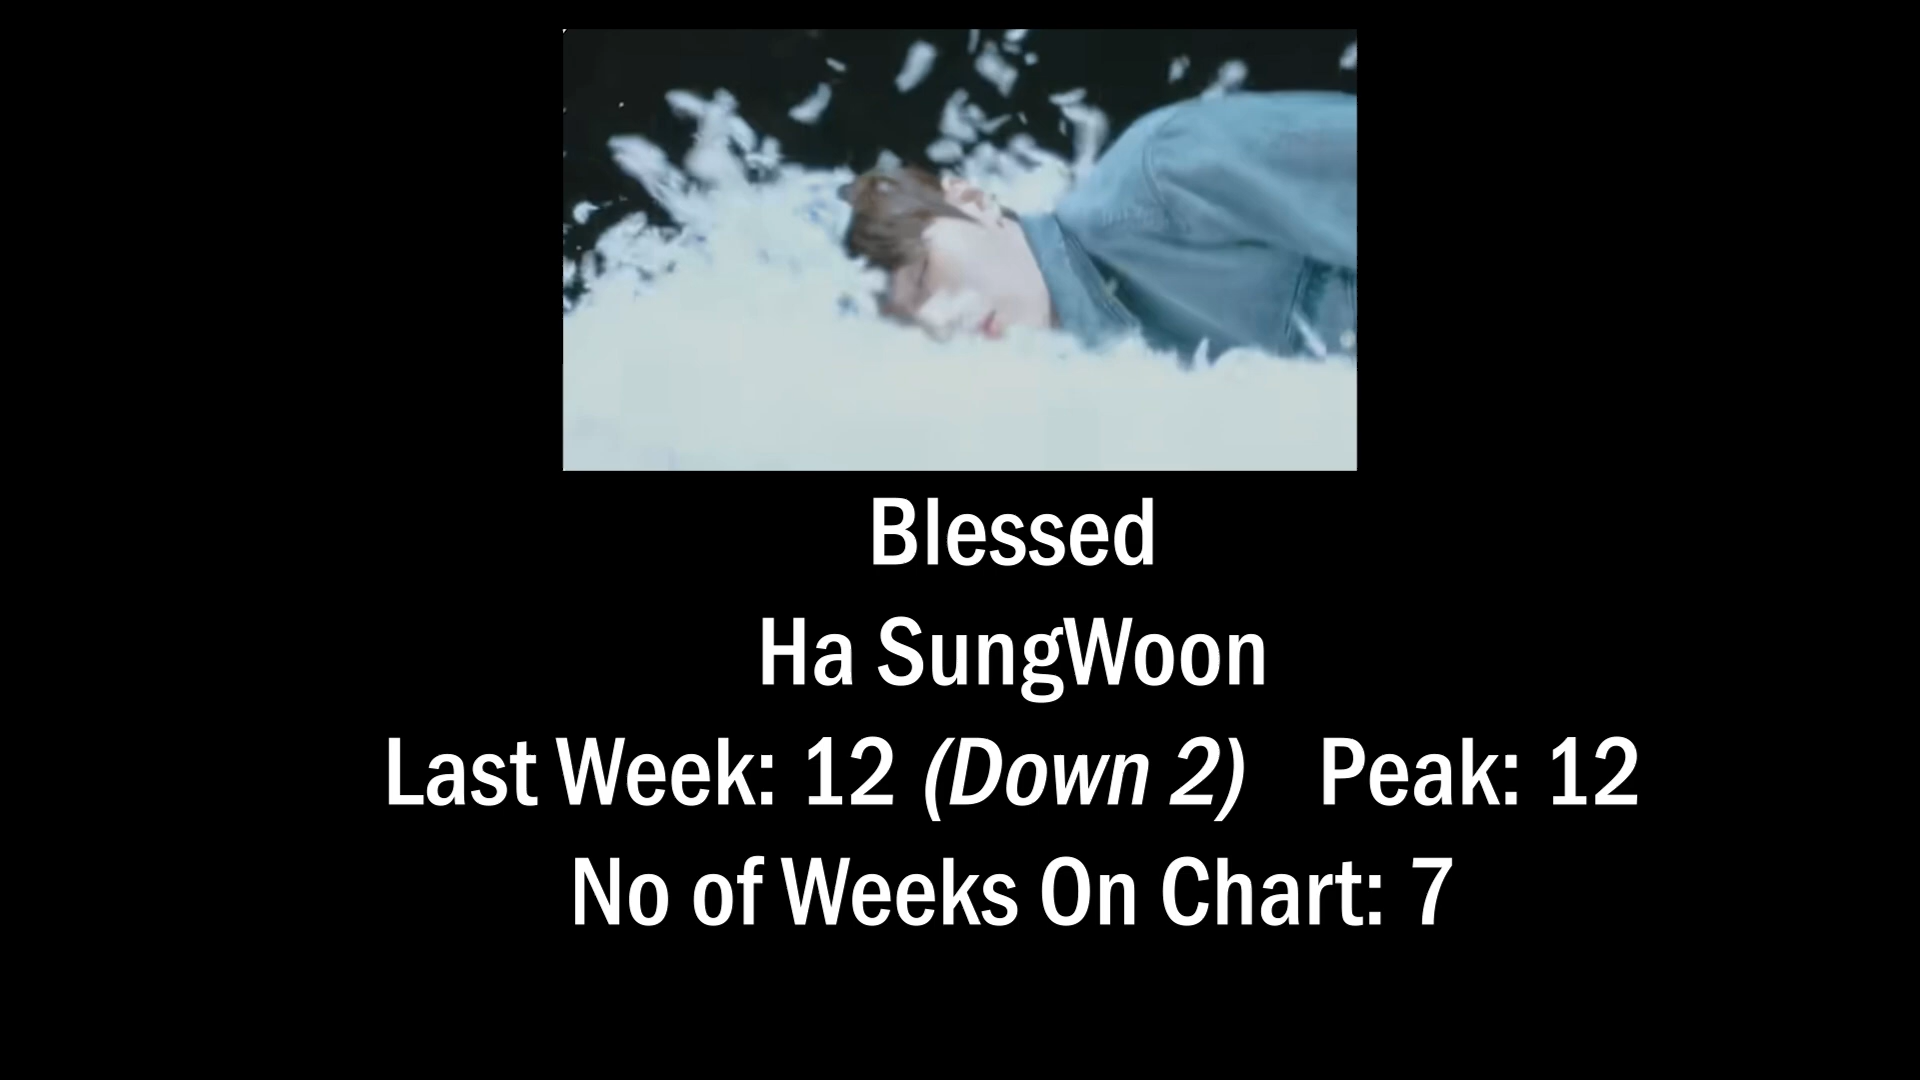 Blessed
Ha SungWoon
Last Week: 12 (Down 2) Peak: 12
No of Weeks On Chart: 7